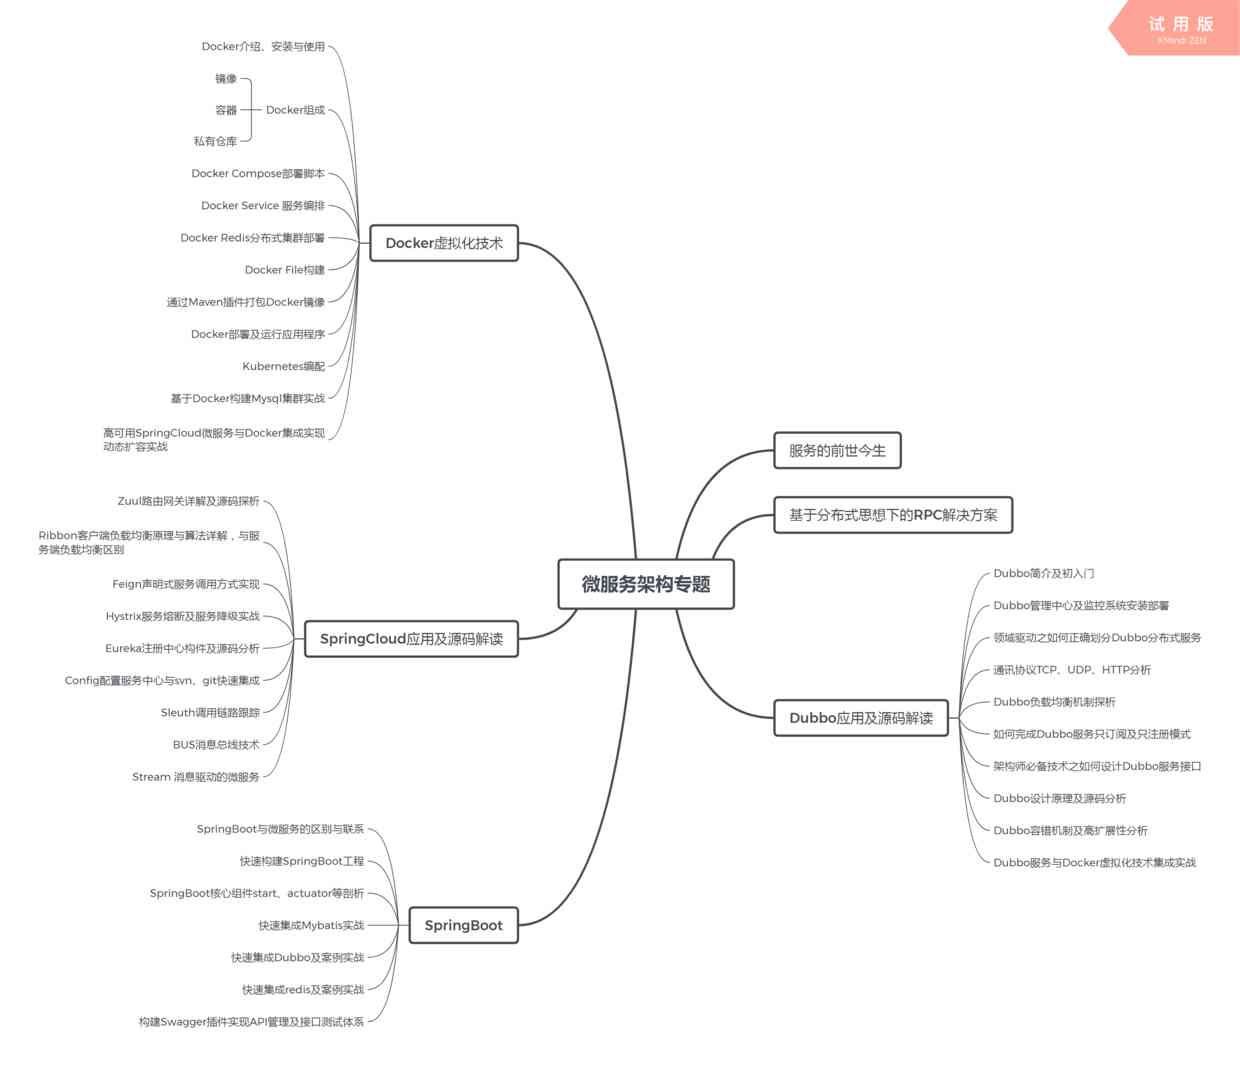 试用版
XMind: ZEN
Docker介绍、安装与使用
镜像
容器
私有仓库
Docker组成
Docker Compose部署脚本
Docker Service 服务编排
Docker Redis分布式集群部署
Docker File构建
通过Maven插件打包Docker镜像
Docker部署及运行应用程序
Kubernetes编配
基于Docker构建Mysql集群实战
高可用SpringCloud微服务与Docker集成实现
动态扩容实战
Docker虚拟化技术
服务的前世今生
基于分布式思想下的RPC解决方案
微服务架构专题
Zuul路由网关详解及源码探析
Ribbon客户端负载均衡原理与算法详解，与服
务端负载均衡区别
Feign声明式服务调用方式实现
Hystrix服务熔断及服务降级实战
Eureka注册中心构件及源码分析
Config配置服务中心与svn、git快速集成
Sleuth调用链路跟踪
BUS消息总线技术
Stream 消息驱动的微服务
SpringCloud应用及源码解读
Dubbo应用及源码解读
Dubbo简介及初入门
Dubbo管理中心及监控系统安装部署
领域驱动之如何正确划分Dubbo分布式服务
通讯协议TCP、UDP、HTTP分析
Dubbo负载均衡机制探析
如何完成Dubbo服务只订阅及只注册模式
架构师必备技术之如何设计Dubbo服务接口
Dubbo设计原理及源码分析
Dubbo容错机制及高扩展性分析
Dubbo服务与Docker虚拟化技术集成实战
SpringBoot与微服务的区别与联系
快速构建SpringBoot工程
SpringBoot核心组件start、actuator等剖析
快速集成Mybatis实战
快速集成Dubbo及案例实战
快速集成redis及案例实战
构建Swagger插件实现API管理及接口测试体系
SpringBoot